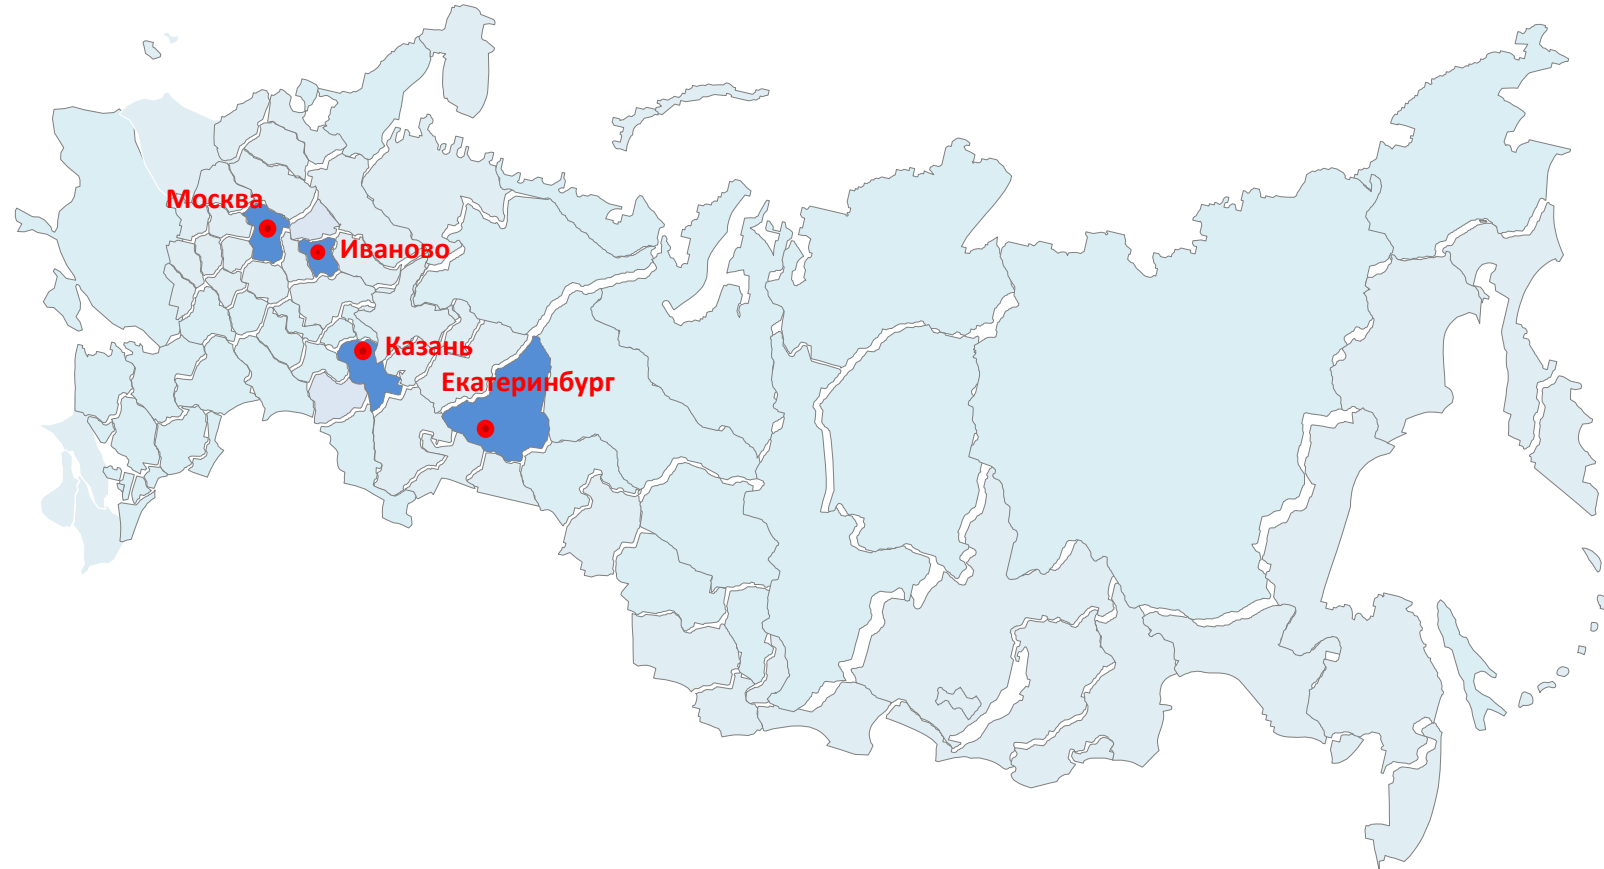 Москва
Иваново
Казань
Екатеринбург